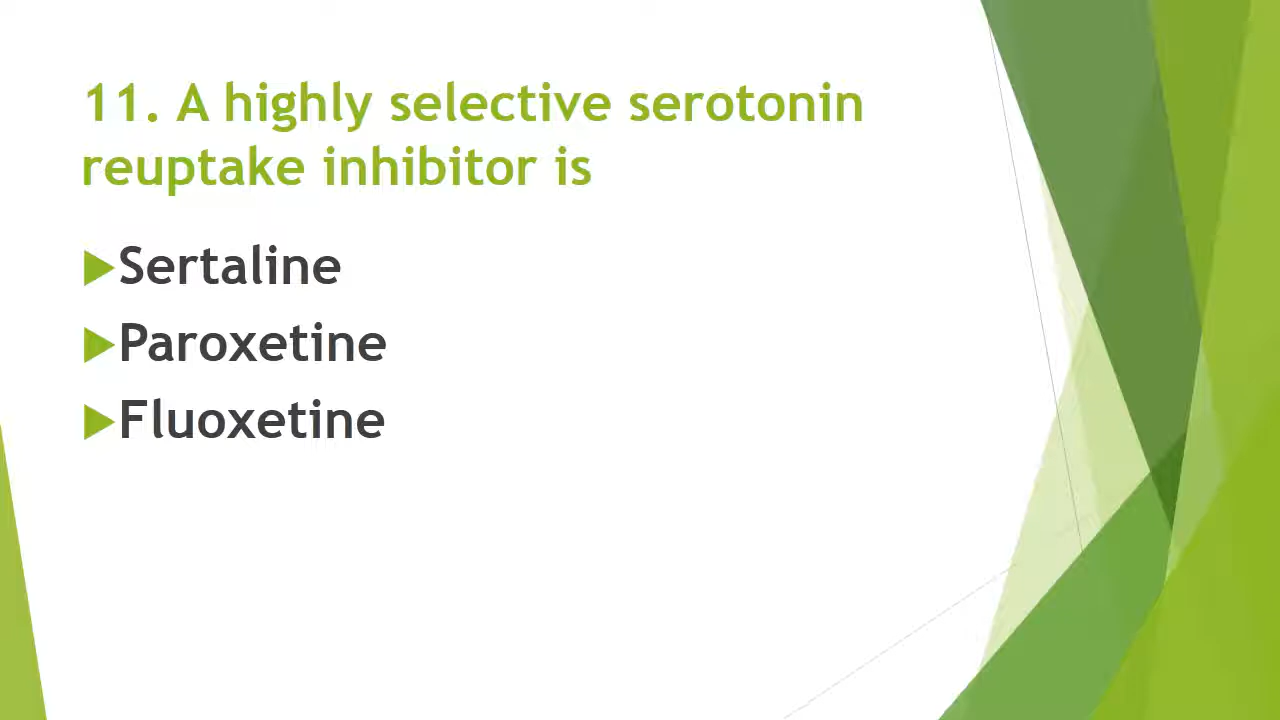 11. A highly selective serotonin
reuptake inhibitor is
Sertaline
Paroxetine
Fluoxetine